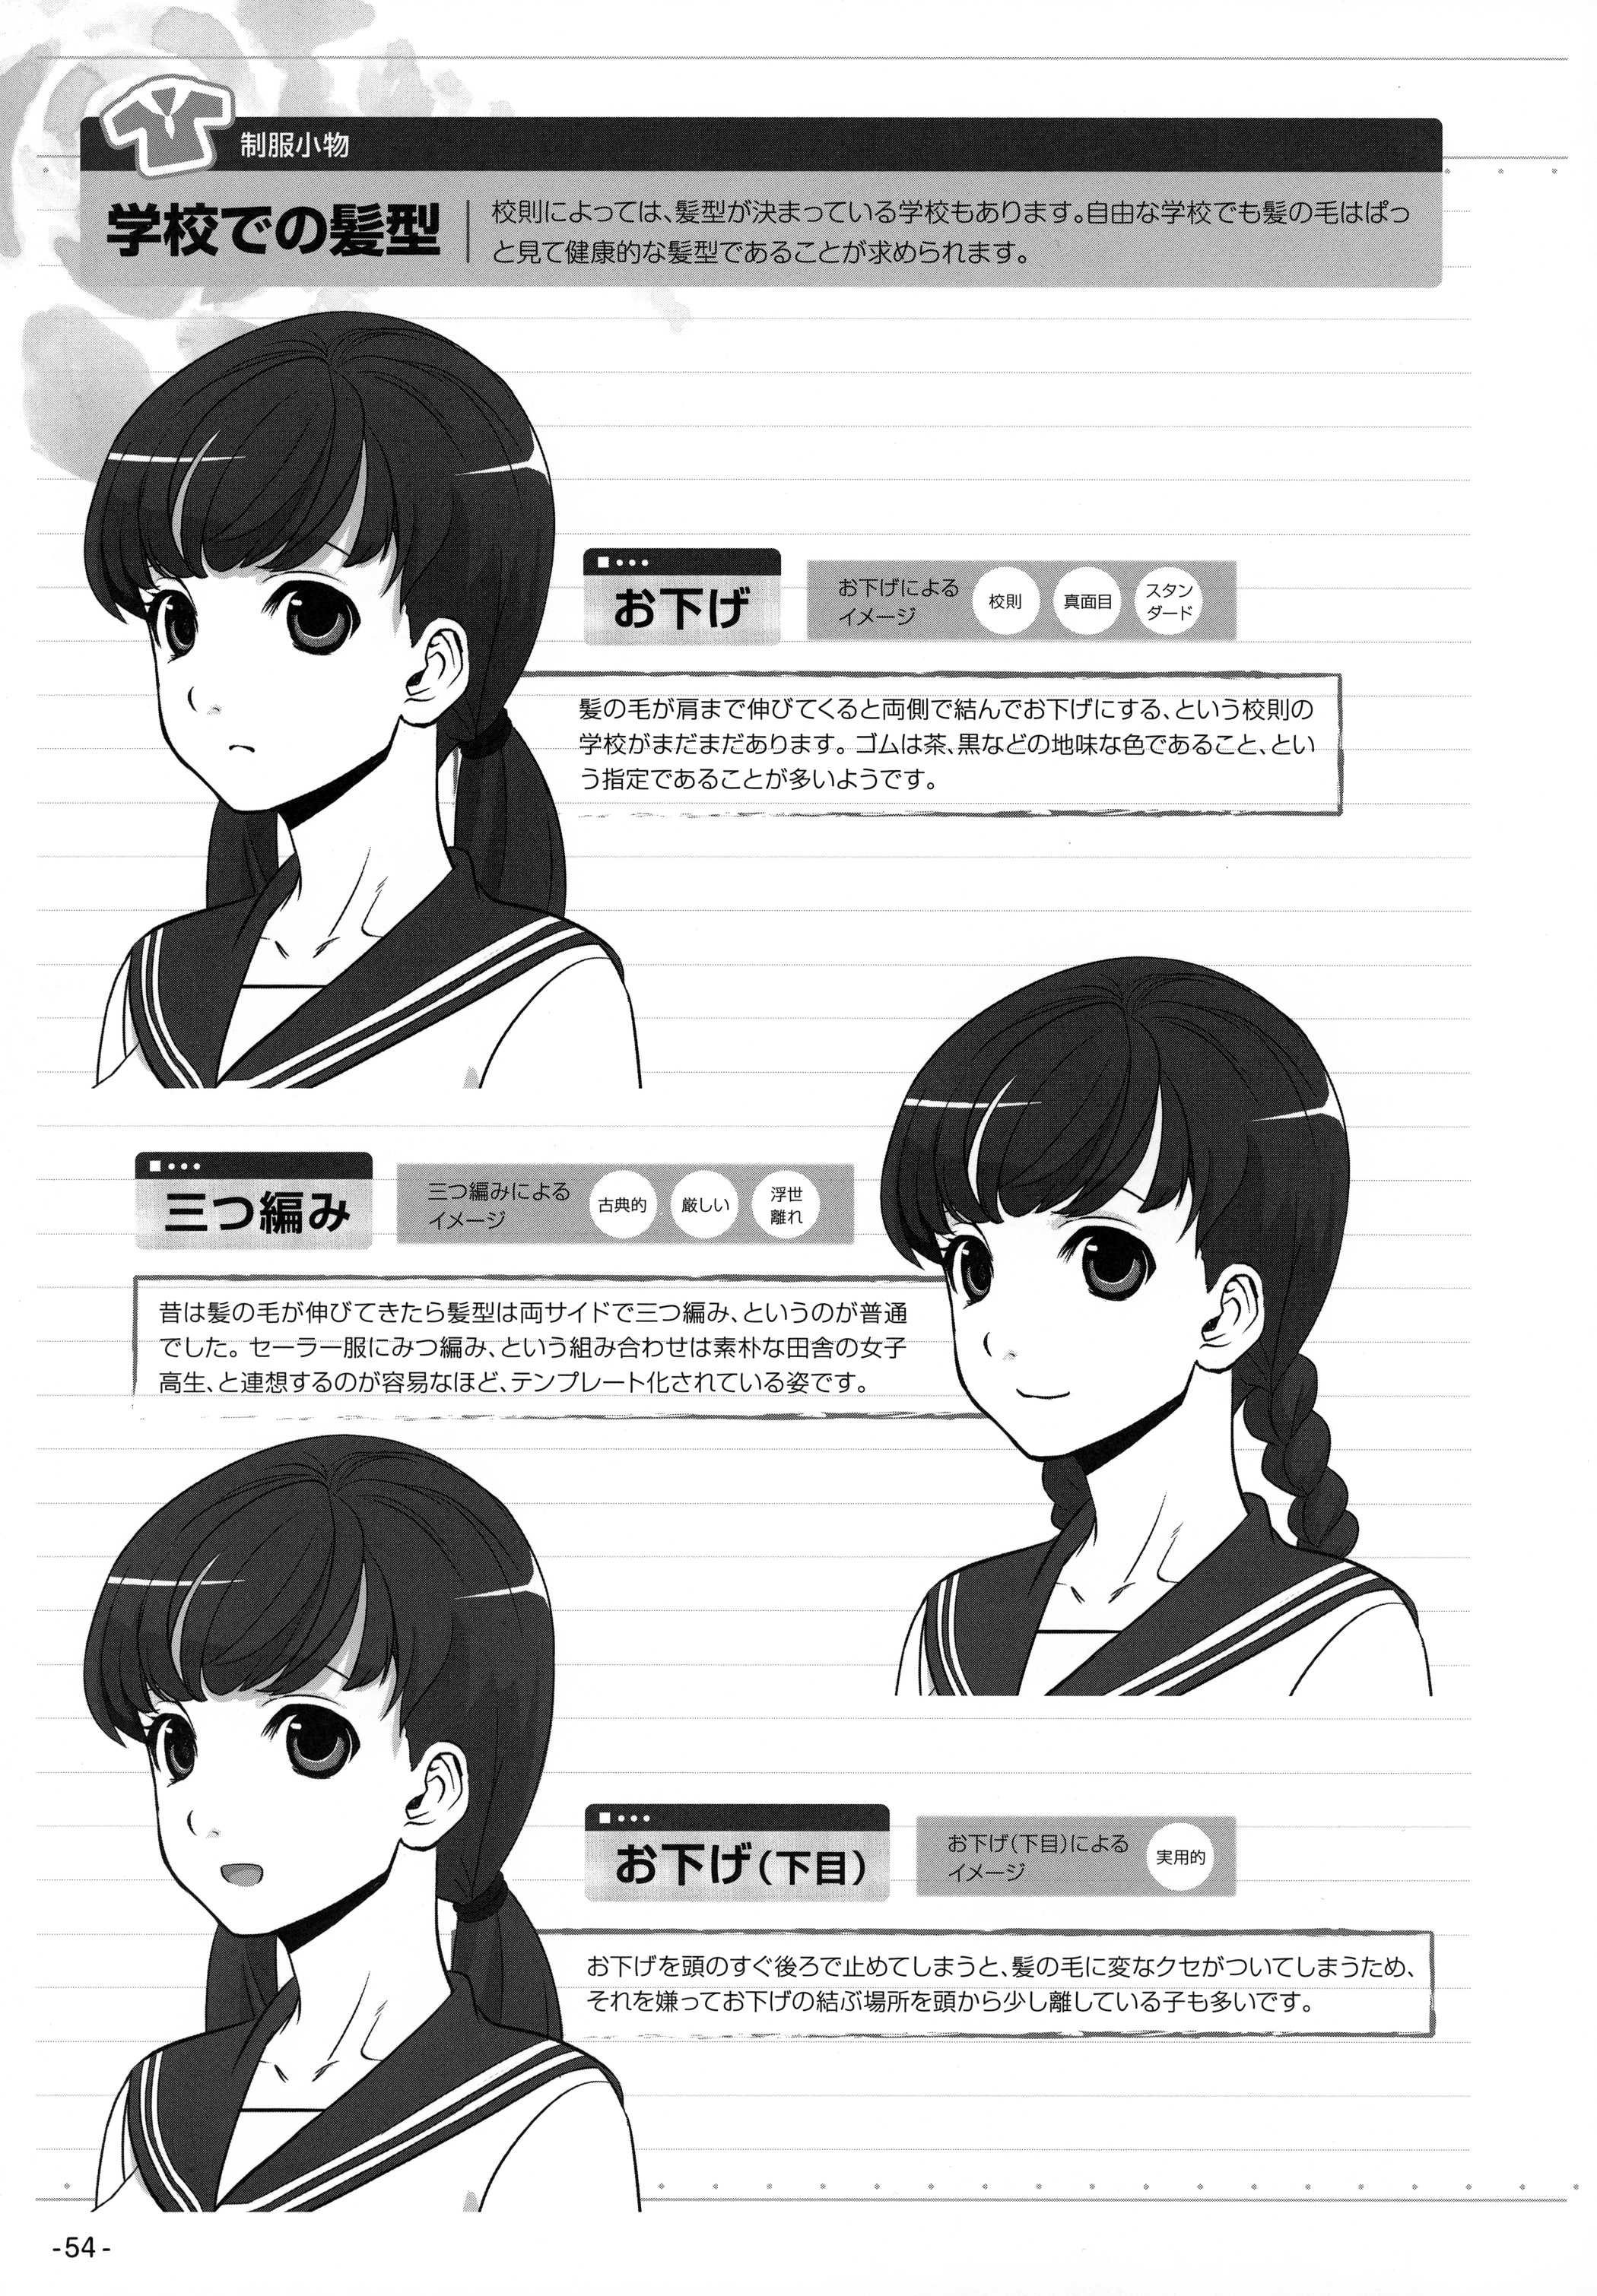 制服小物
学校での髪型
校則によっては、髪型が決まっている学校もあります。自由な学校でも髪の毛はぱっ
と見て健康的な髪型であることが求められます。
お下げ
お下げによる
イメージ
校則
真面目
スタン
ダード
髪の毛が肩まで伸びてくると両側で結んでお下げにする、という校則の
学校がまだまだあります。ゴムは茶、黒などの地味な色であること、とい
う指定であることが多いようです。
三つ編み
三つ編みによる
イメージ
古典的
厳しい
浮世
離れ
昔は髪の毛が伸びてきたら髪型は両サイドで三つ編み、というのが普通
でした。セーラー服にみつ編み、という組み合わせは素朴な田舎の女子
高生、と連想するのが容易なほど、テンプレート化されている姿です。
お下げ（下目）
お下げ（下目）による
イメージ
実用的
お下げを頭のすぐ後ろで止めてしまうと、髪の毛に変なクセがついてしまうため、
それを嫌ってお下げの結ぶ場所を頭から少し離している子も多いです。
-54-